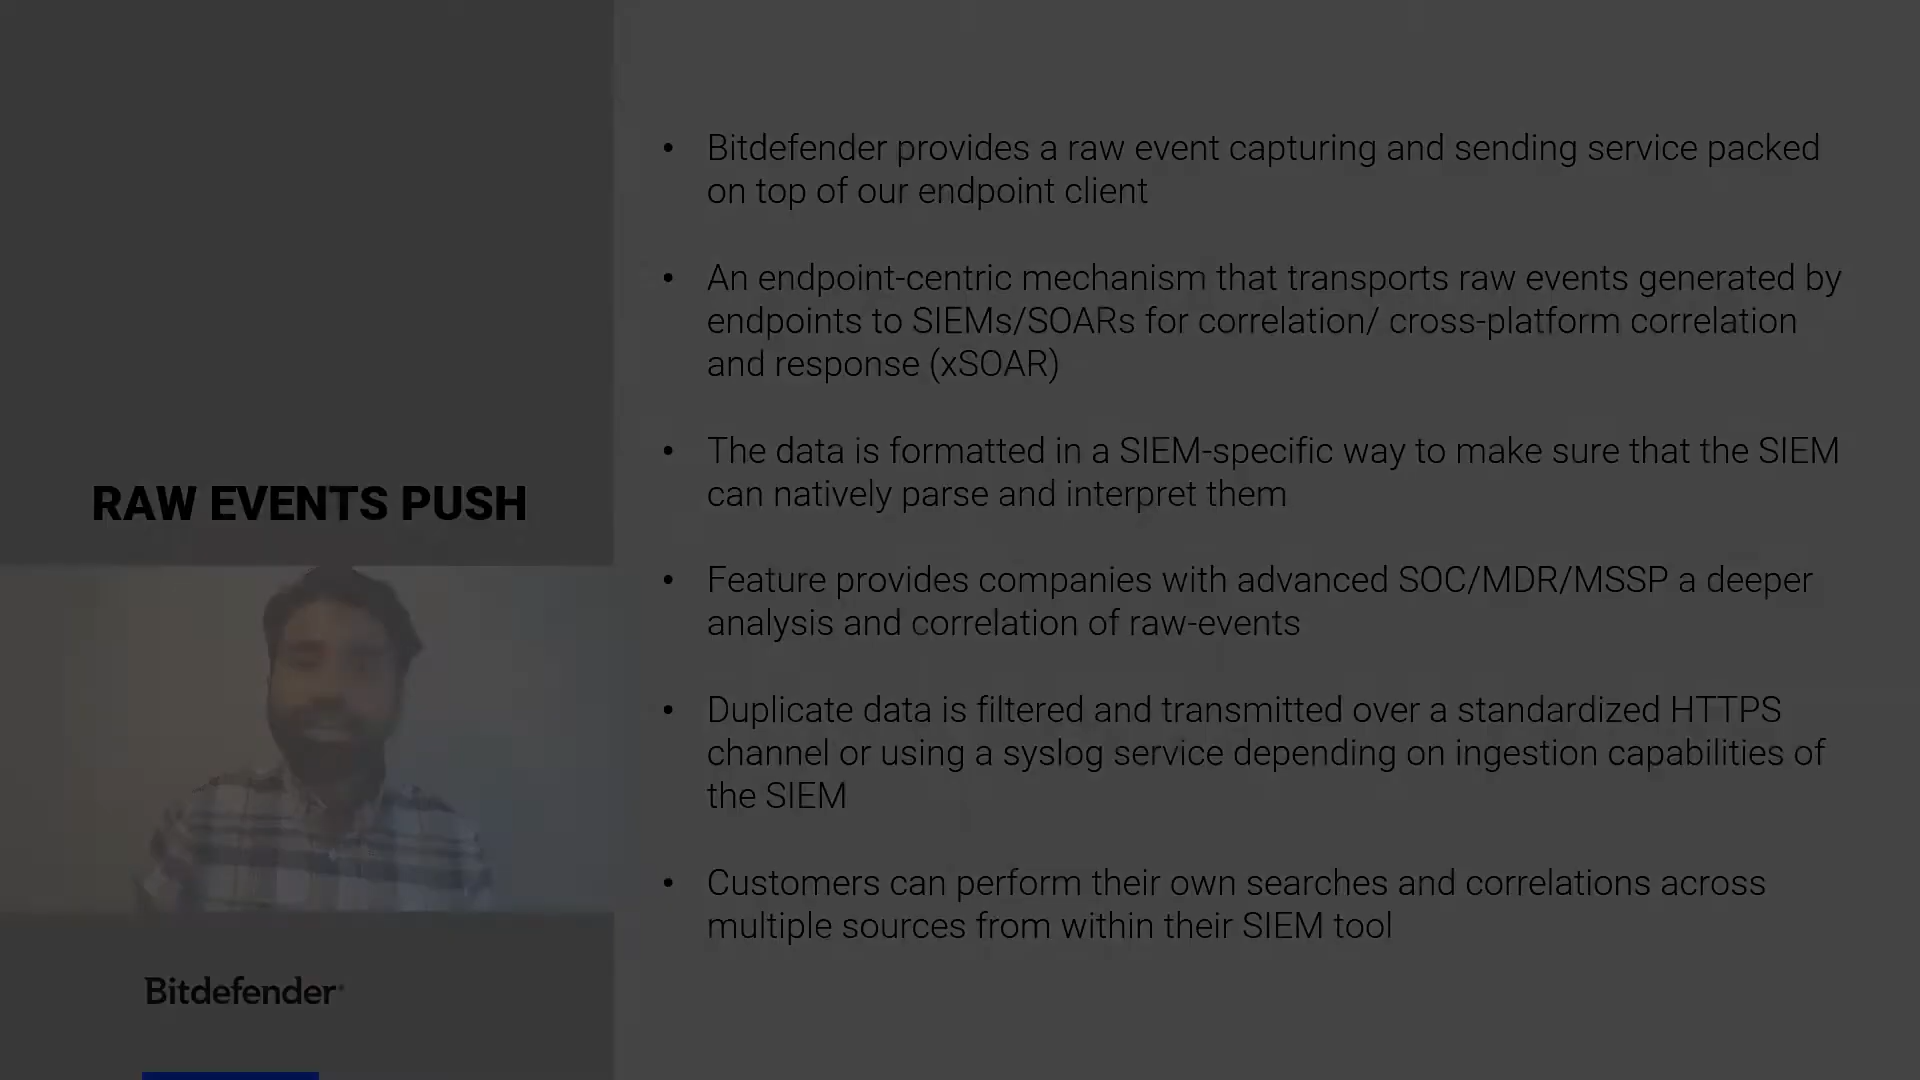 RAW EVENTS PUSH
Bitdefender
• Bitdefender provides a raw event capturing and sending service packed
on top of our endpoint client
• An endpoint-centric mechanism that transports raw events generated by
endpoints to SIEMs/SOARs for correlation/ cross-platform correlation
and response (xSOAR)
• The data is formatted in a SIEM-specific way to make sure that the SIEM
can natively parse and interpret them
• Feature provides companies with advanced SOC/MDR/MSSP a deeper
analysis and correlation of raw-events
• Duplicate data is filtered and transmitted over a standardized HTTPS
channel or using a syslog service depending on ingestion capabilities of
the SIEM
• Customers can perform their own searches and correlations across
multiple sources from within their SIEM tool